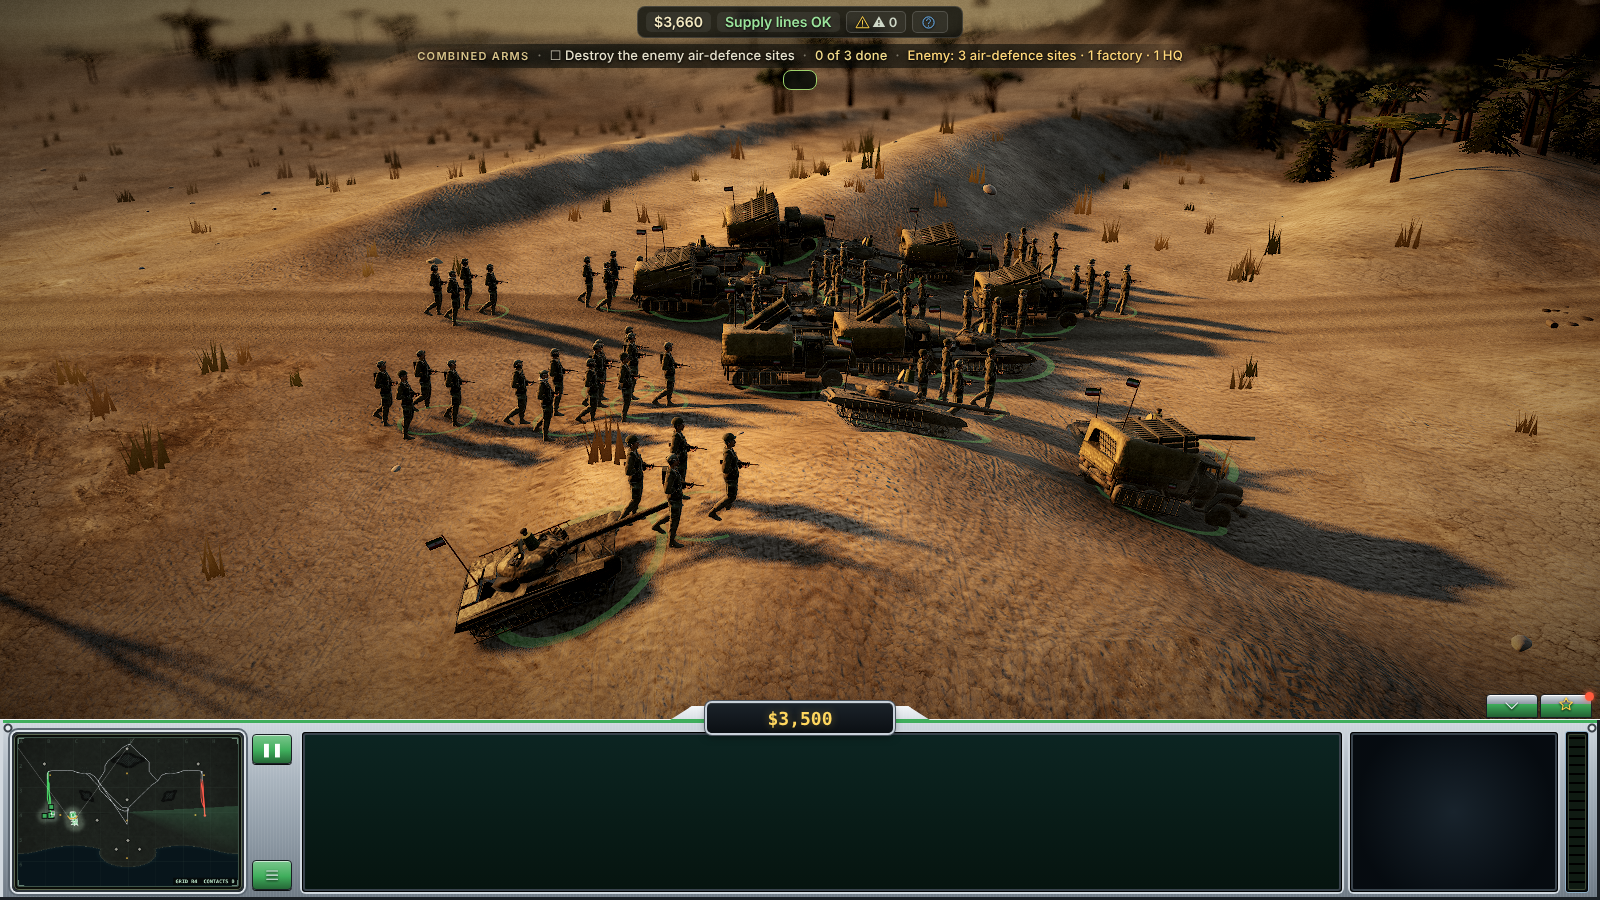 $3,660 Supply lines OK 0
COMBINED ARMS · Destroy the enemy air-defence sites · 0 of 3 done · Enemy: 3 air-defence sites · 1 factory · 1 HQ
$3,500